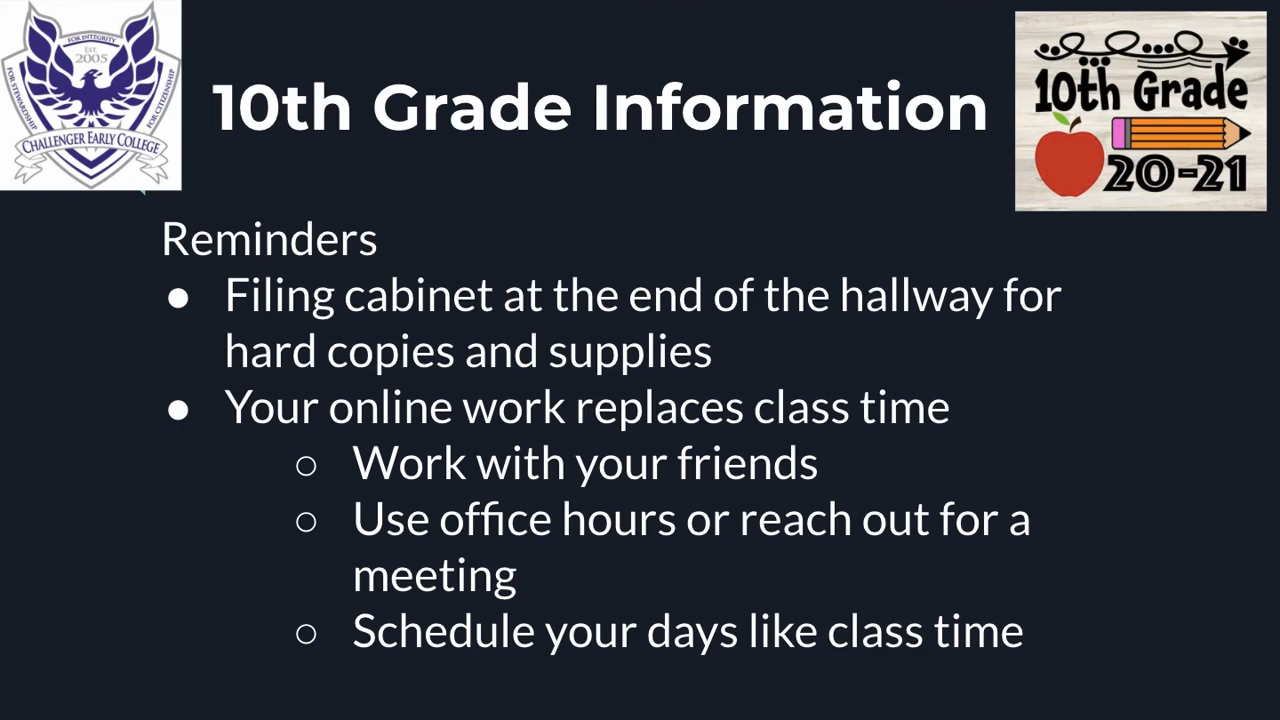 FOR INTEGRITY
Est.
2005
FOR STEWARDSHIP
FOR CITIZENSHIP
CHALLENGER EARLY COLLEGE
10th Grade Information
10th Grade
20-21
Reminders
● Filing cabinet at the end of the hallway for
hard copies and supplies
● Your online work replaces class time
○ Work with your friends
○ Use office hours or reach out for a
meeting
○ Schedule your days like class time